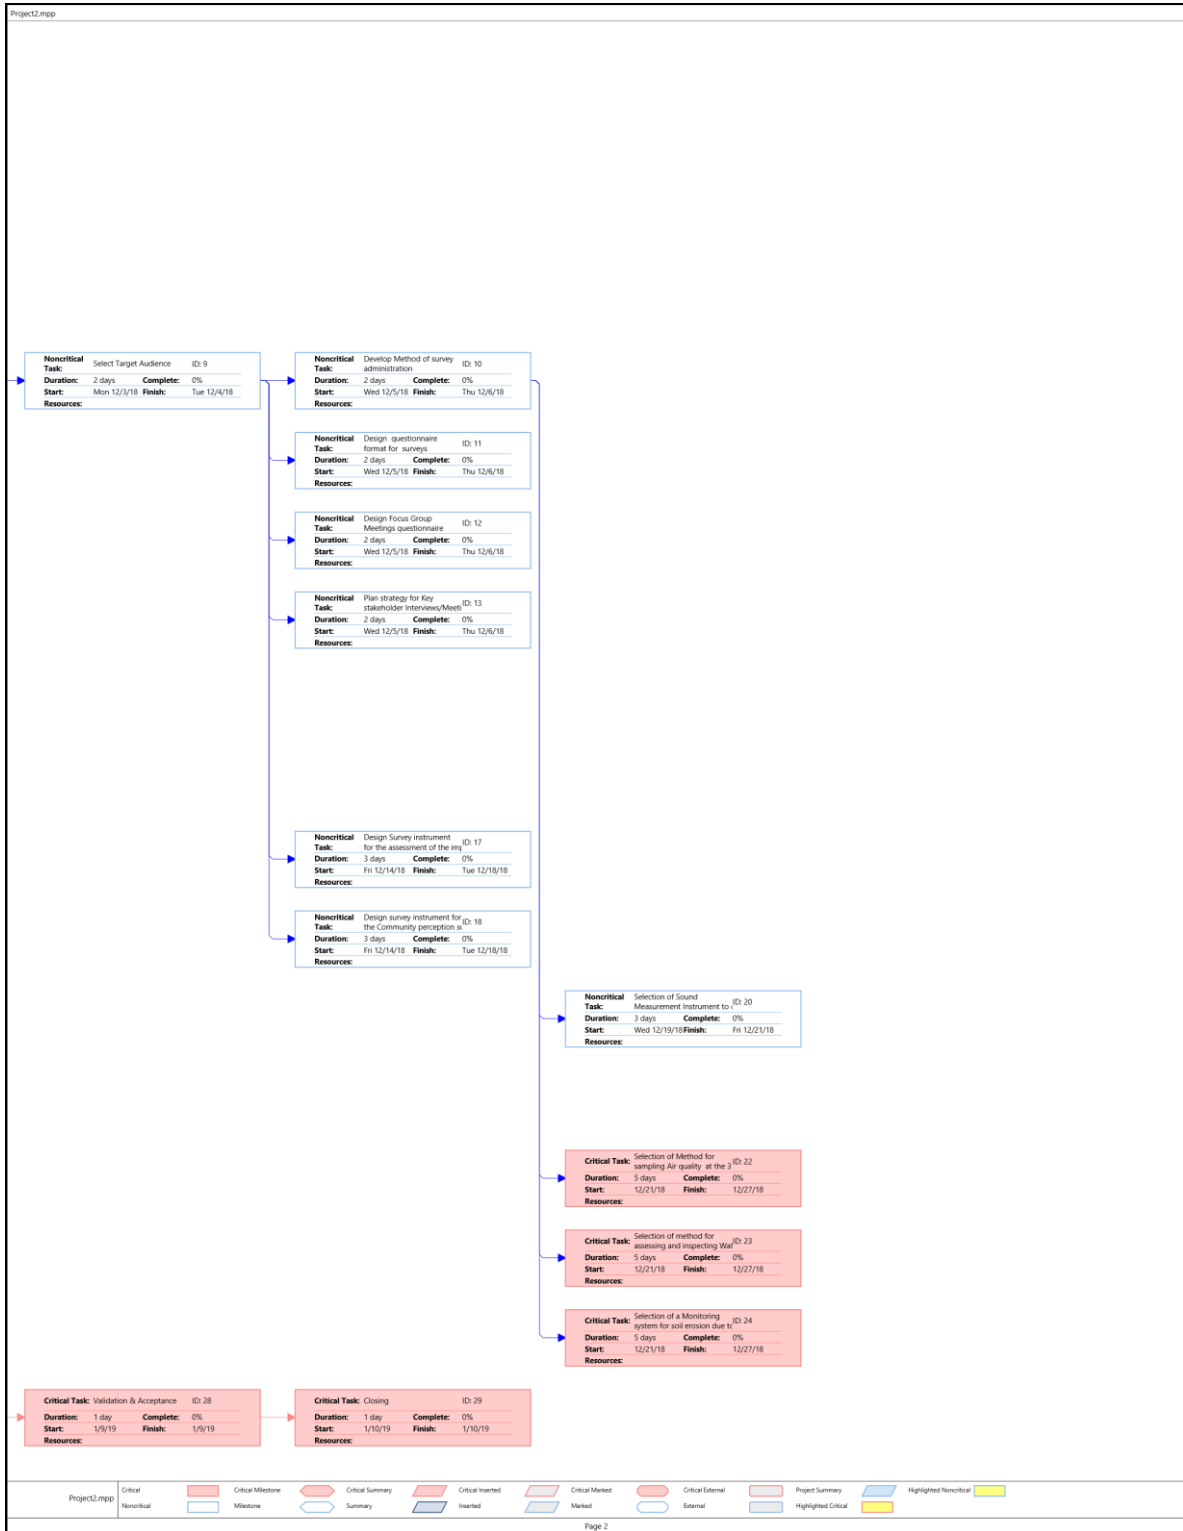 Project2.mpp
Noncritical Task: Select Target Audience ID: 9
Duration: 2 days Complete: 0%
Start: Mon 12/3/18 Finish: Tue 12/4/18
Resources:
Noncritical Task: Develop Method of survey administration ID: 10
Duration: 2 days Complete: 0%
Start: Wed 12/5/18 Finish: Thu 12/6/18
Resources:
Noncritical Task: Design questionnaire format for surveys ID: 11
Duration: 2 days Complete: 0%
Start: Wed 12/5/18 Finish: Thu 12/6/18
Resources:
Noncritical Task: Design Focus Group Meetings questionnaire ID: 12
Duration: 2 days Complete: 0%
Start: Wed 12/5/18 Finish: Thu 12/6/18
Resources:
Noncritical Task: Plan strategy for Key stakeholder Interviews/Meeti ID: 13
Duration: 2 days Complete: 0%
Start: Wed 12/5/18 Finish: Thu 12/6/18
Resources:
Noncritical Task: Design Survey instrument for the assessment of the ID: 17
Duration: 3 days Complete: 0%
Start: Fri 12/14/18 Finish: Tue 12/18/18
Resources:
Noncritical Task: Design survey instrument for the Community perception ID: 18
Duration: 3 days Complete: 0%
Start: Fri 12/14/18 Finish: Tue 12/18/18
Resources:
Noncritical Task: Selection of Sound Measurement Instrument to ID: 20
Duration: 3 days Complete: 0%
Start: Wed 12/19/18 Finish: Fri 12/21/18
Resources:
Critical Task: Selection of Method for sampling Air quality at the 3 ID: 22
Duration: 5 days Complete: 0%
Start: 12/21/18 Finish: 12/27/18
Resources:
Critical Task: Selection of method for assessing and inspecting ID: 23
Duration: 5 days Complete: 0%
Start: 12/21/18 Finish: 12/27/18
Resources:
Critical Task: Selection of a Monitoring system for soil erosion due ID: 24
Duration: 5 days Complete: 0%
Start: 12/21/18 Finish: 12/27/18
Resources:
Critical Task: Validation & Acceptance ID: 28
Duration: 1 day Complete: 0%
Start: 1/9/19 Finish: 1/9/19
Resources:
Critical Task: Closing ID: 29
Duration: 1 day Complete: 0%
Start: 1/10/19 Finish: 1/10/19
Resources:
Project2.mpp
Critical Critical Milestone Critical Summary Critical Inserted Critical Marked Critical External Project Summary Highlighted Noncritical
Noncritical Milestone Summary Inserted Marked External Highlighted Critical
Page 2